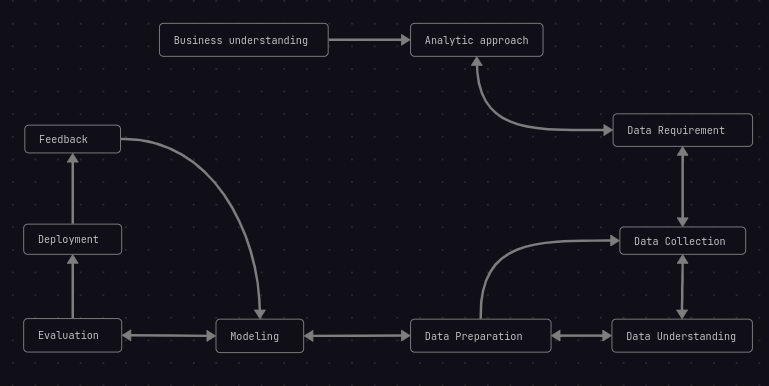 Business understanding
Analytic approach
Data Requirement
Feedback
Deployment
Data Collection
Evaluation
Modeling
Data Preparation
Data Understanding